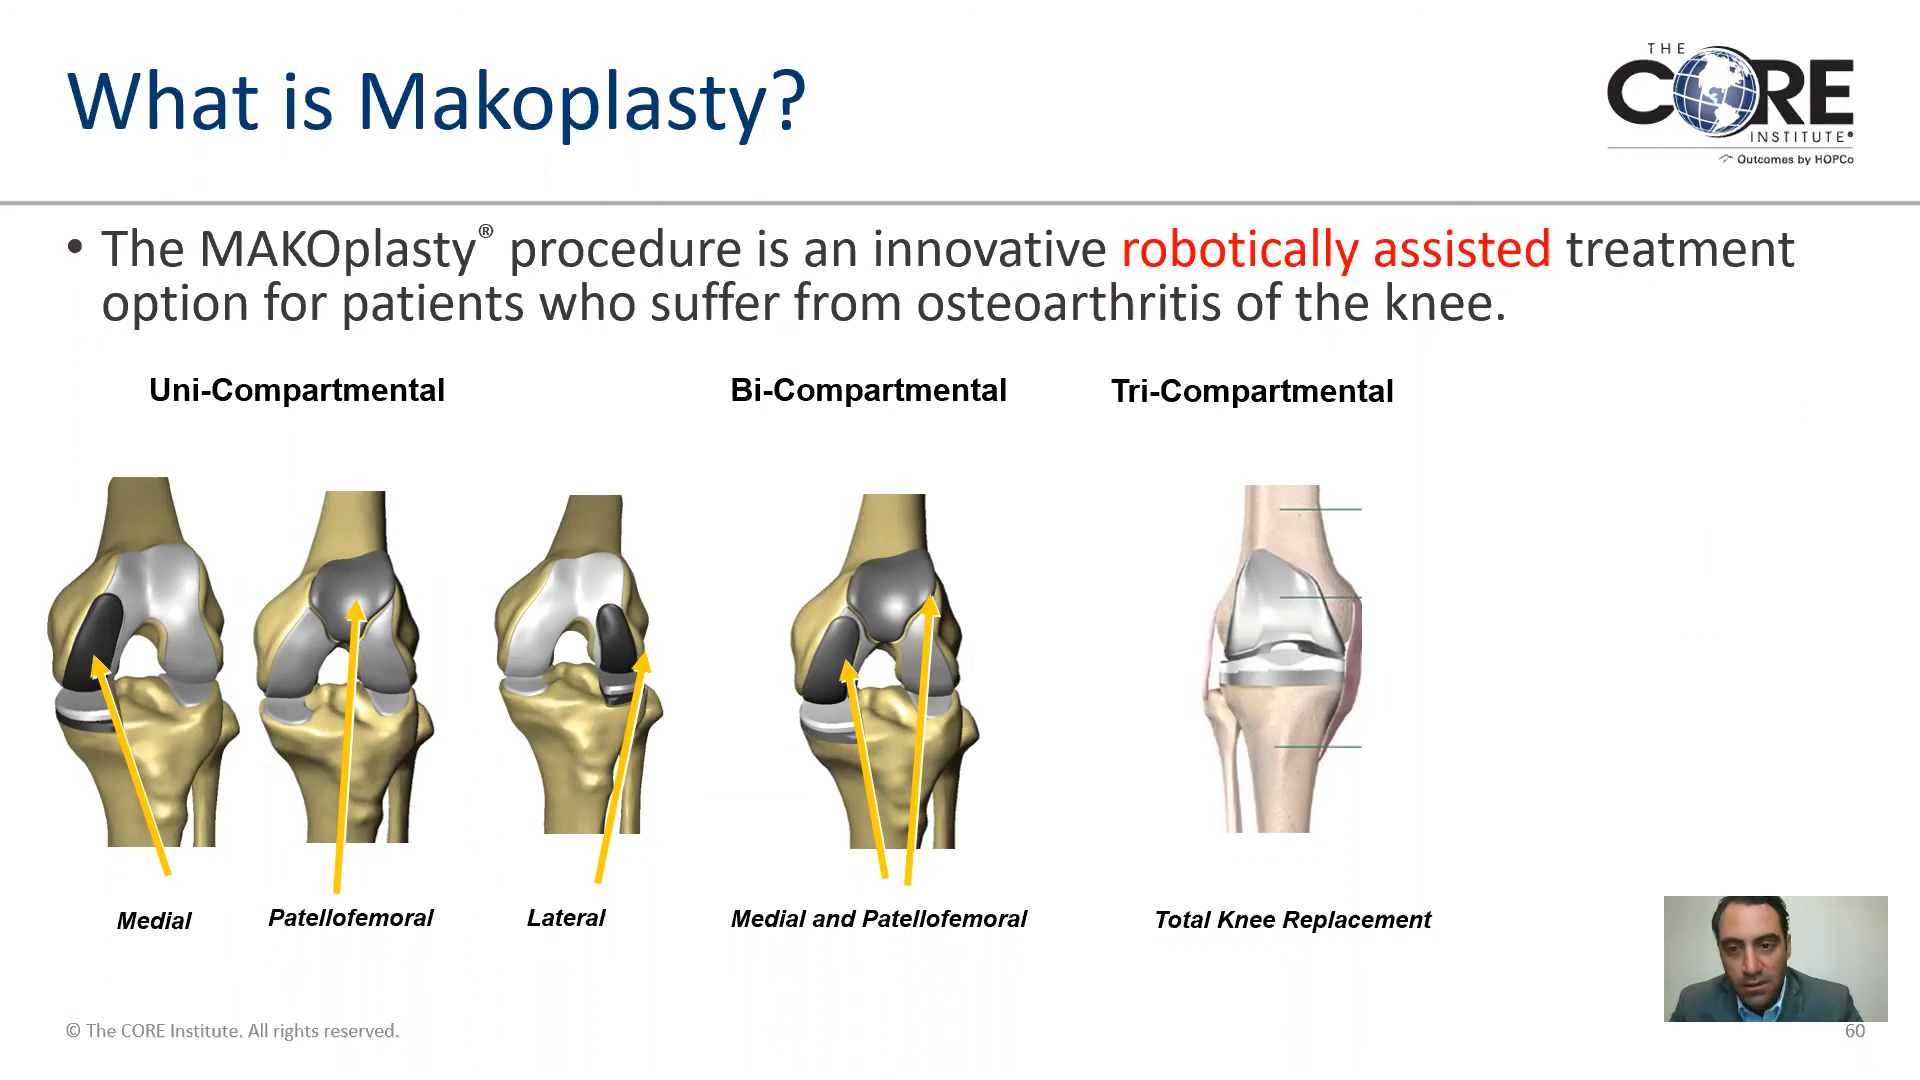 What is Makoplasty?
THE
CORE
INSTITUTE®
Outcomes by HOPCo
• The MAKOplasty® procedure is an innovative robotically assisted treatment
option for patients who suffer from osteoarthritis of the knee.
Uni-Compartmental
Bi-Compartmental
Tri-Compartmental
Medial
Patellofemoral
Lateral
Medial and Patellofemoral
Total Knee Replacement
© The CORE Institute. All rights reserved.
60